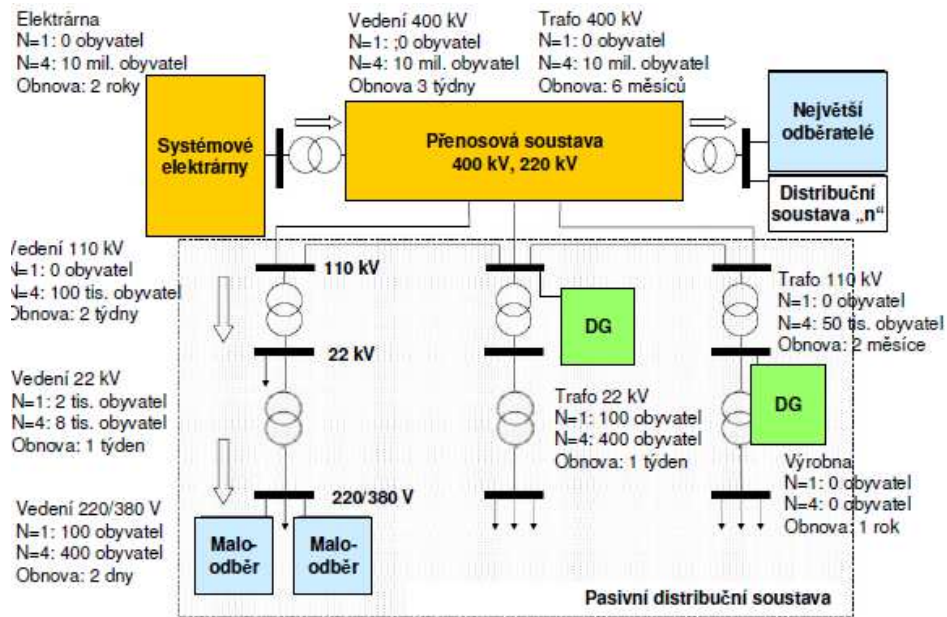 Elektrárna
N=1: 0 obyvatel
N=4: 10 mil. obyvatel
Obnova: 2 roky
Vedení 400 kV
N=1: ;0 obyvatel
N=4: 10 mil. obyvatel
Obnova 3 týdny
Trafo 400 kV
N=1: 0 obyvatel
N=4: 10 mil. obyvatel
Obnova: 6 měsíců
Systémové
elektrárny
Přenosová soustava
400 kV, 220 kV
Největší
odběratelé
Distribuční
soustava „n“
Vedení 110 kV
N=1: 0 obyvatel
N=4: 100 tis. obyvatel
Obnova: 2 týdny
110 kV
DG
Trafo 110 kV
N=1: 0 obyvatel
N=4: 50 tis. obyvatel
Obnova: 2 měsíce
22 kV
Vedení 22 kV
N=1: 2 tis. obyvatel
N=4: 8 tis. obyvatel
Obnova: 1 týden
Trafo 22 kV
N=1: 100 obyvatel
N=4: 400 obyvatel
Obnova: 1 týden
DG
Výrobna
N=1: 0 obyvatel
N=4: 0 obyvatel
Obnova: 1 rok
220/380 V
Vedení 220/380 V
N=1: 100 obyvatel
N=4: 400 obyvatel
Obnova: 2 dny
Malo-
odběr
Malo-
odběr
Pasivní distribuční soustava